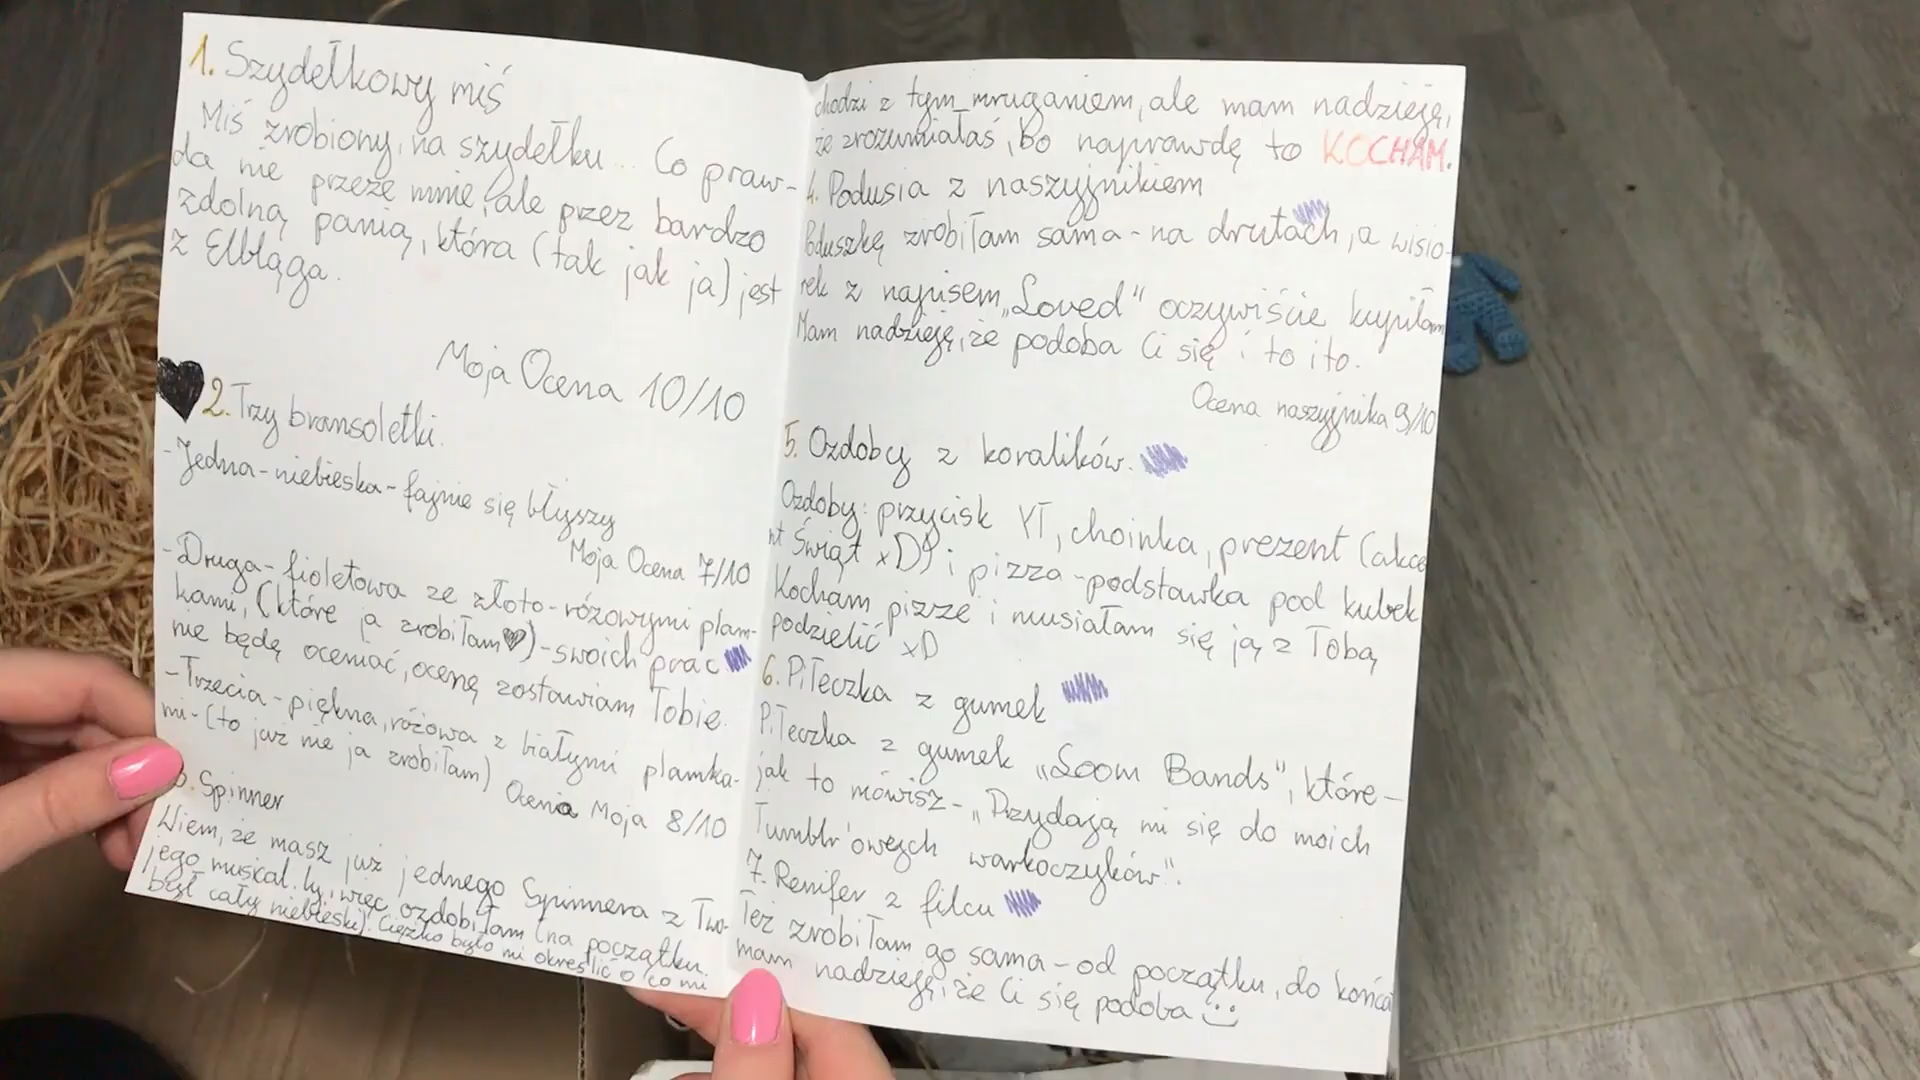 1. Szydełkowy miś
Miś zrobiony na szydełku... Co praw-
da nie przeze mnie, ale przez bardzo
zdolną panią, która (tak jak ja) jest
z Elbląga.
Moja Ocena 10/10
2. Trzy bransoletki.
- Jedna - niebieska - fajnie się błyszy
Moja Ocena 7/10
- Druga - fioletowa ze złoto-różowymi plam-
kami, (które ja zrobiłam) - swoich prac
nie będę oceniać, ocenę zostawiam Tobie.
- Trzecia - piękna, różowa z białymi plamka-
mi - (to już nie ja zrobiłam)
Ocena Moja 8/10
3. Spinner
Wiem, że masz już jednego Spinnera z Two-
jego musical.ly, więc ozdobiłam (na początku
był cały niebieski). Ciężko było mi określić o co mi
chodzi z tym mruganiem, ale mam nadzieję,
że zrozumiałaś, bo naprawdę to KOCHAM.
4. Podusia z naszyjnikiem
Poduszkę zrobiłam sama - na drutach, a wisio-
rek z napisem „Loved" oczywiście kupiłam
Mam nadzieję, że podoba Ci się i to i to.
Ocena naszyjnika 9/10
5. Ozdoby z koralików.
Ozdoby: przycisk YT, choinka, prezent (akce
nt Świąt xD) i pizza - podstawka pod kubek
Kocham pizze i musiałam się ją z Tobą
podzielić xD
6. Piłeczka z gumek
Piłeczka z gumek „Loom Bands", które -
jak to mówisz - „Przydają mi się do moich
Tumblr'owych warkoczyków".
7. Renifer z filcu
Też zrobiłam go sama - od początku, do końca
mam nadzieję, że Ci się podoba